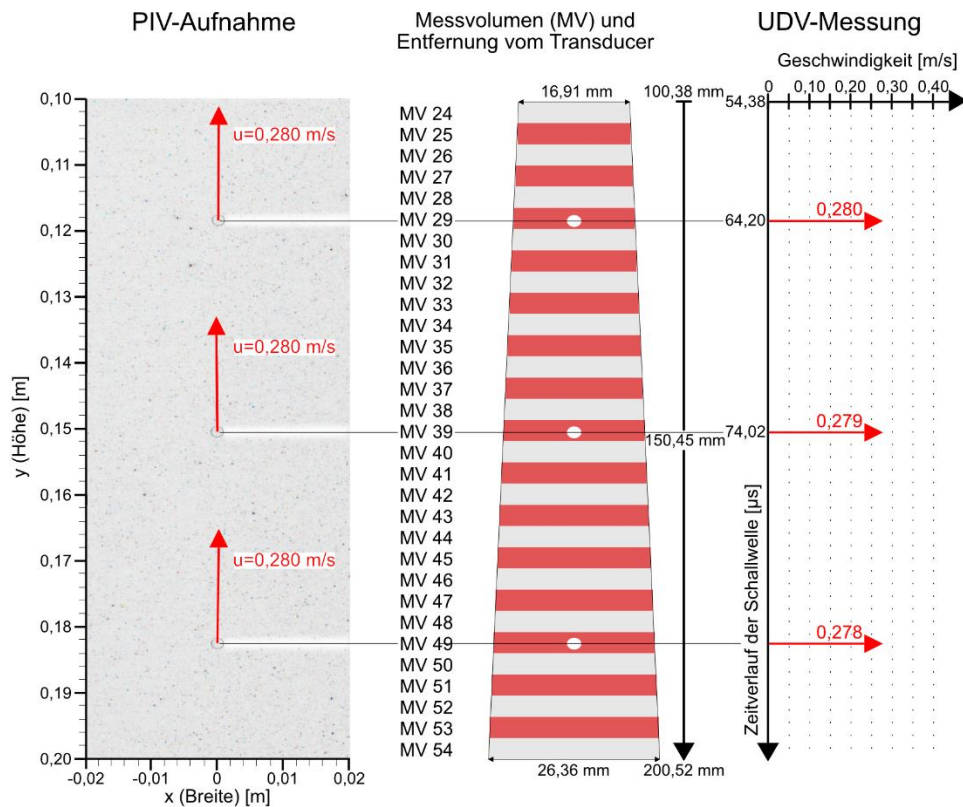 PIV-Aufnahme
Messvolumen (MV) und
Entfernung vom Transducer
UDV-Messung
Geschwindigkeit [m/s]
0 0,10 0,20 0,30 0,40
16,91 mm
100,38 mm
54,38
0,10
0,11
0,12
0,13
0,14
0,15
0,16
0,17
0,18
0,19
0,20
y (Höhe) [m]
-0,02 -0,01 0 0,01 0,02
x (Breite) [m]
u=0,280 m/s
u=0,280 m/s
u=0,280 m/s
MV 24
MV 25
MV 26
MV 27
MV 28
MV 29
MV 30
MV 31
MV 32
MV 33
MV 34
MV 35
MV 36
MV 37
MV 38
MV 39
MV 40
MV 41
MV 42
MV 43
MV 44
MV 45
MV 46
MV 47
MV 48
MV 49
MV 50
MV 51
MV 52
MV 53
MV 54
150,45 mm
26,36 mm
200,52 mm
64,20
74,02
Zeitverlauf der Schallwelle [µs]
0,280
0,279
0,278